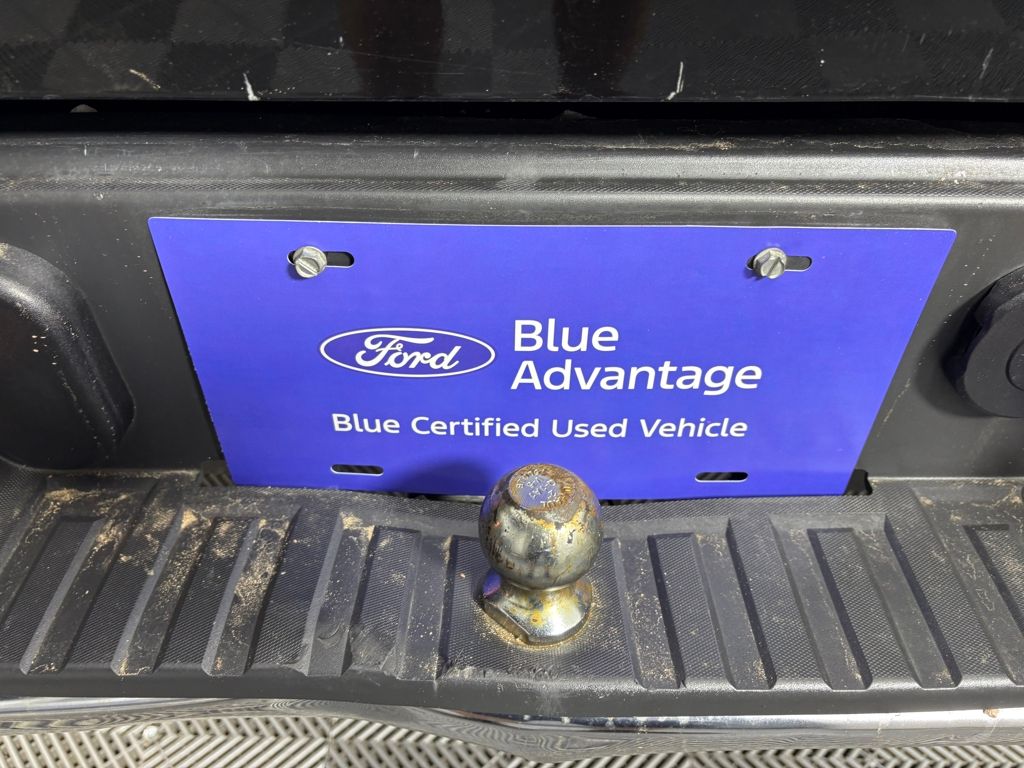 Ford
Blue
Advantage
Blue Certified Used Vehicle